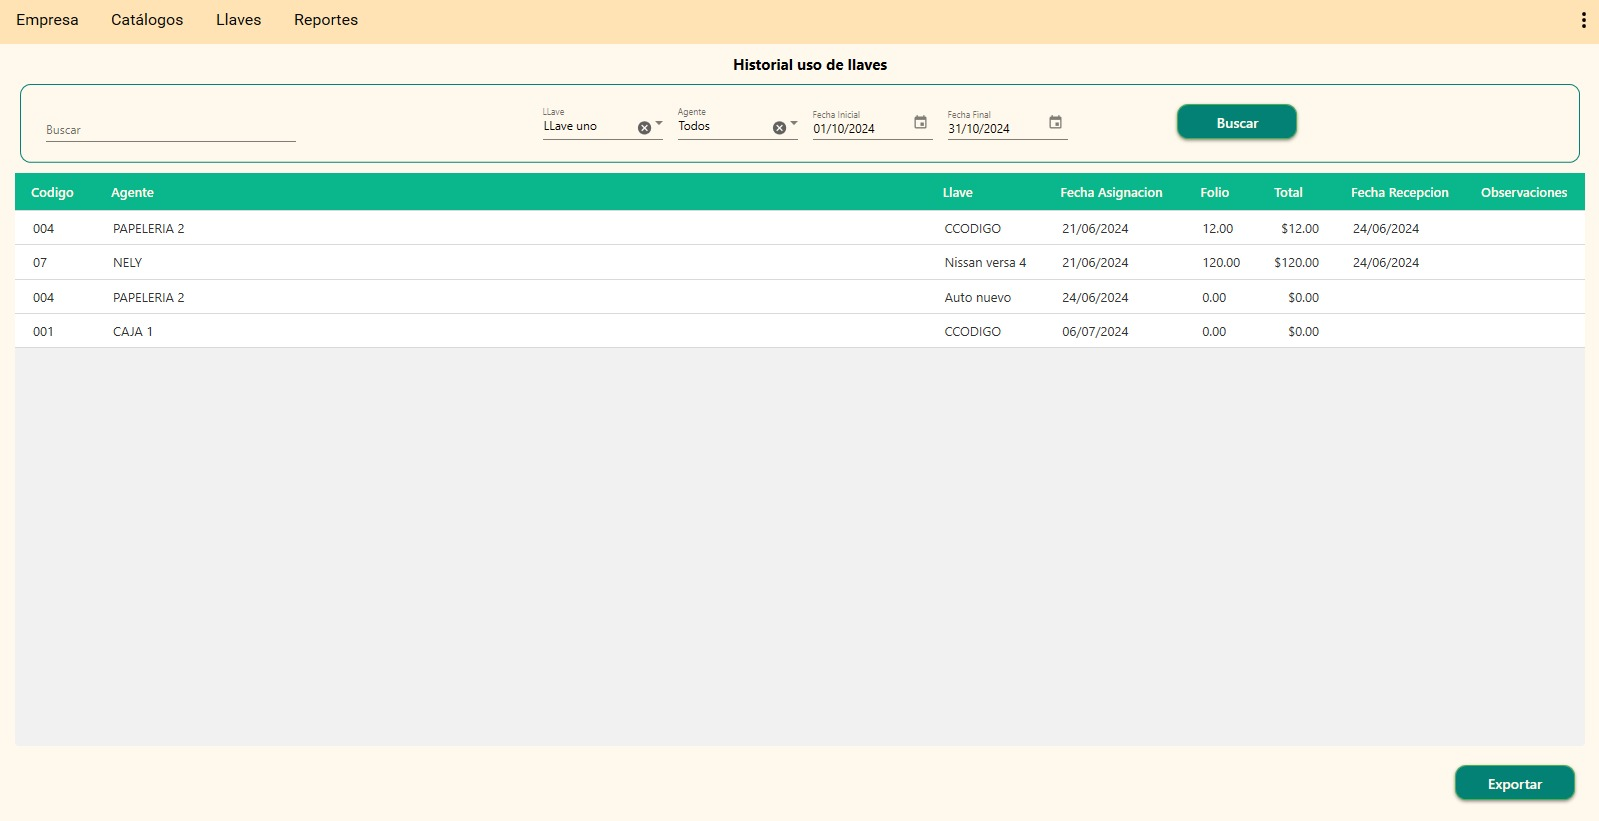 Empresa Catálogos Llaves Reportes
Historial uso de llaves
Buscar
LLave
LLave uno
Agente
Todos
Fecha Inicial
01/10/2024
Fecha Final
31/10/2024
Buscar
Codigo Agente Llave Fecha Asignacion Folio Total Fecha Recepcion Observaciones
004 PAPELERIA 2 CCODIGO 21/06/2024 12.00 $12.00 24/06/2024
07 NELY Nissan versa 4 21/06/2024 120.00 $120.00 24/06/2024
004 PAPELERIA 2 Auto nuevo 24/06/2024 0.00 $0.00
001 CAJA 1 CCODIGO 06/07/2024 0.00 $0.00
Exportar